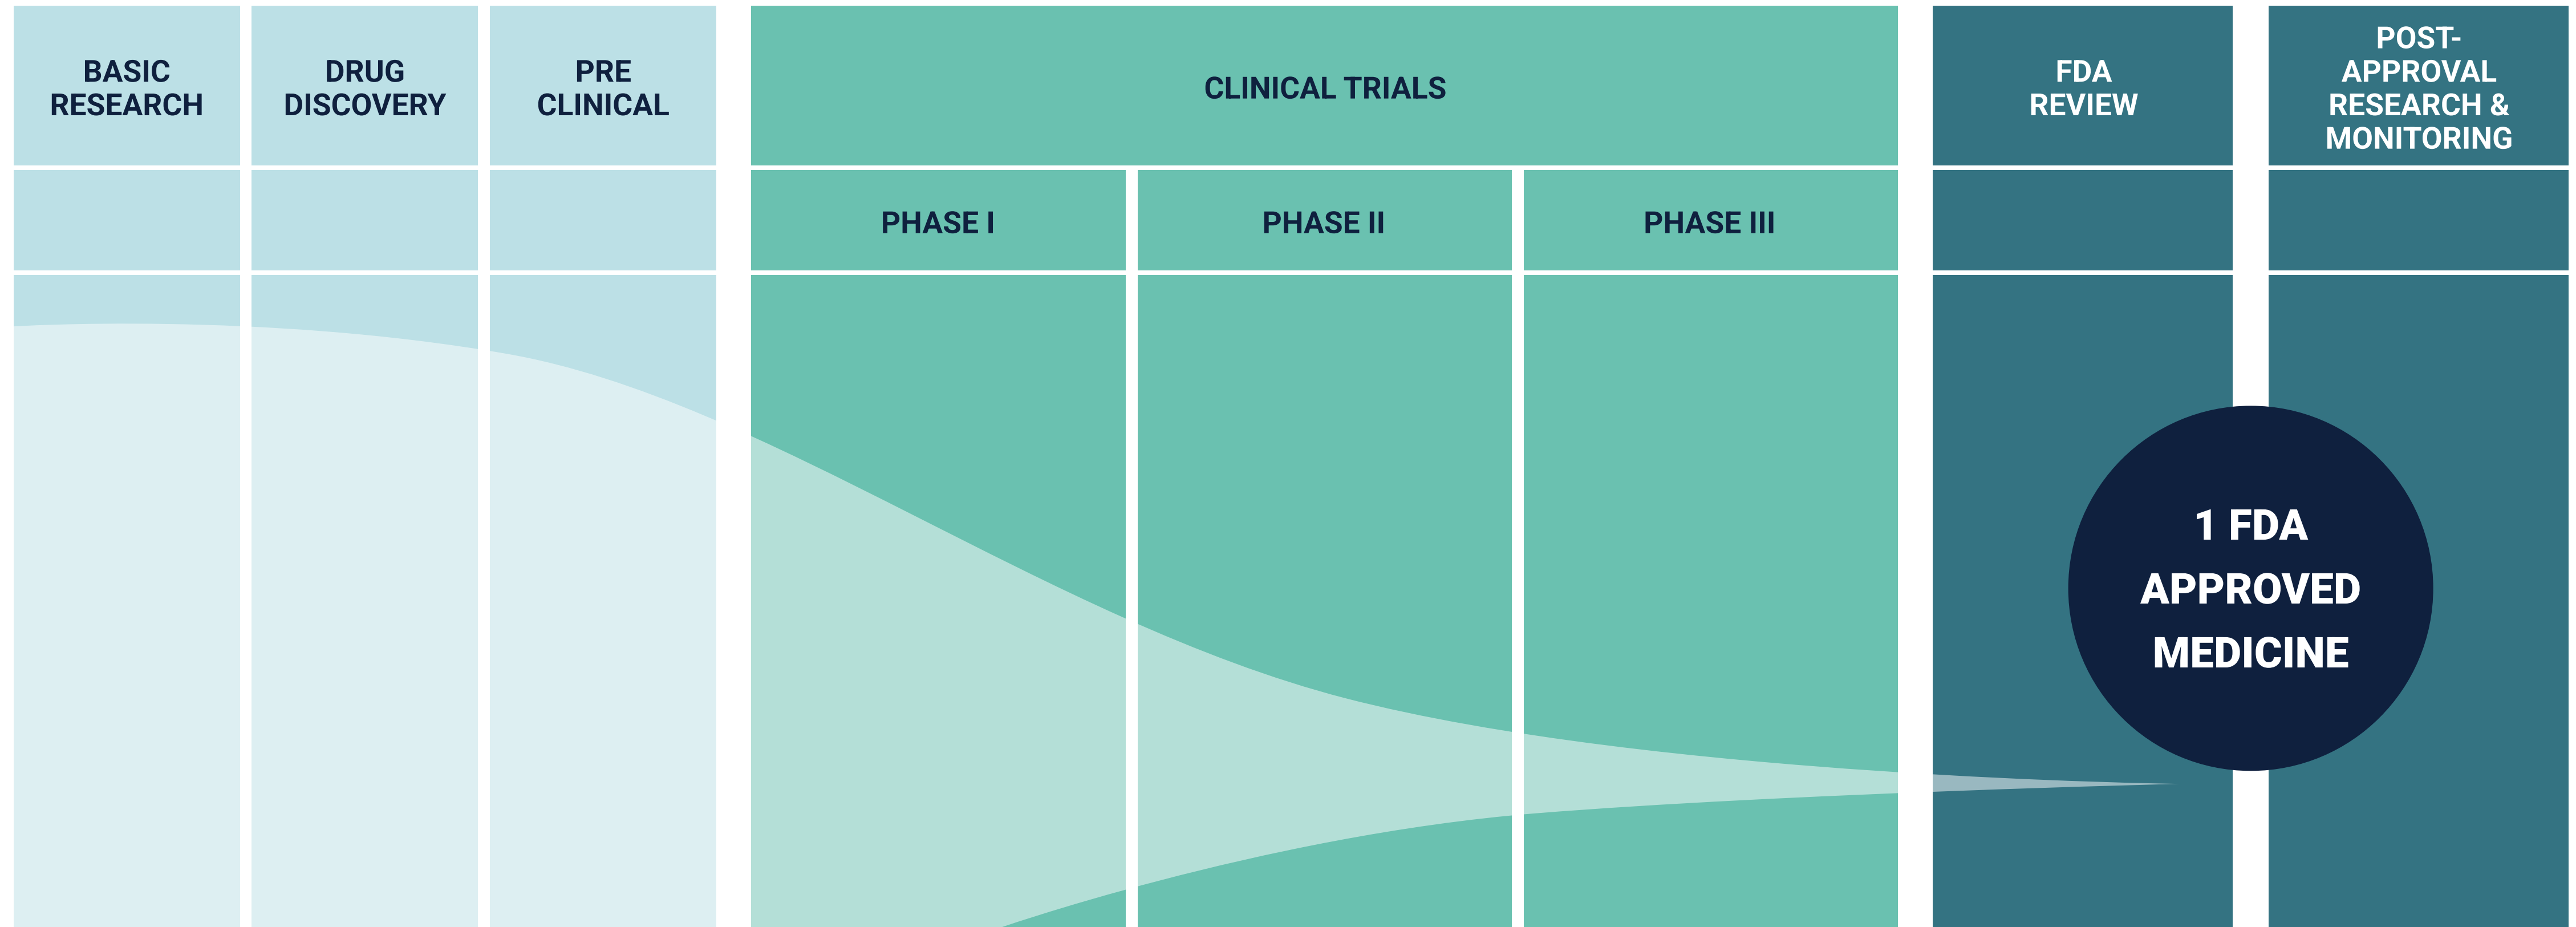 BASIC
RESEARCH
DRUG
DISCOVERY
PRE
CLINICAL
CLINICAL TRIALS
FDA
REVIEW
POST-
APPROVAL
RESEARCH &
MONITORING
PHASE I
PHASE II
PHASE III
1 FDA
APPROVED
MEDICINE